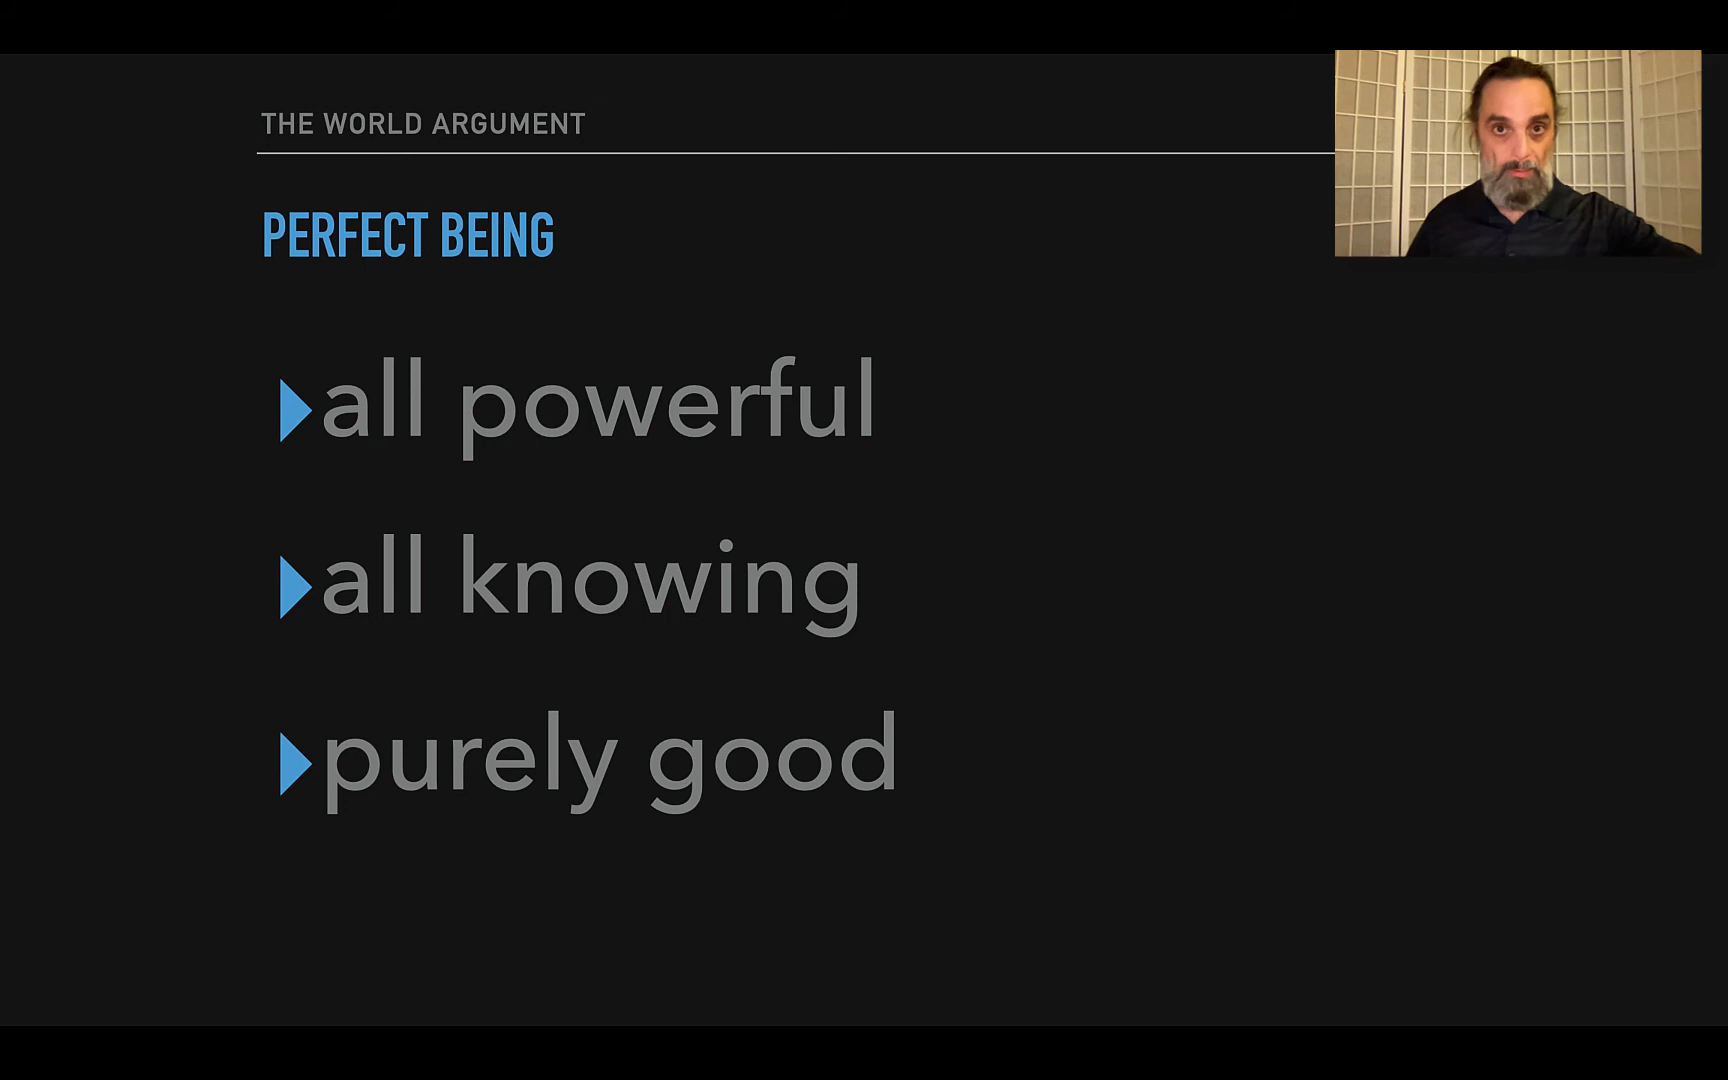 THE WORLD ARGUMENT
PERFECT BEING
all powerful
all knowing
purely good